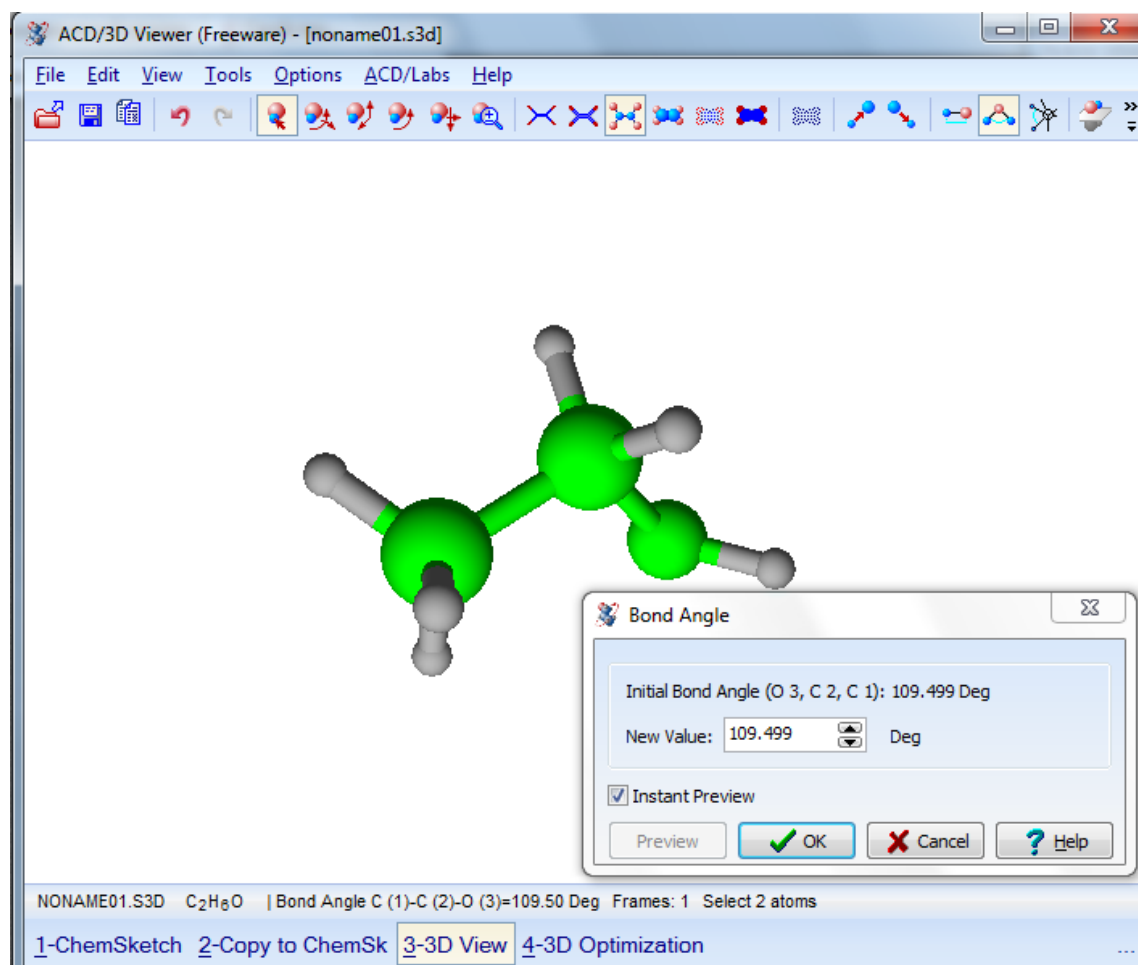 ACD/3D Viewer (Freeware) - [noname01.s3d]
File Edit View Tools Options ACD/Labs Help
Bond Angle
Initial Bond Angle (O 3, C 2, C 1): 109.499 Deg
New Value: 109.499 Deg
Instant Preview
Preview OK Cancel ? Help
NONAME01.S3D C₂H₆O | Bond Angle C (1)-C (2)-O (3)=109.50 Deg Frames: 1 Select 2 atoms
1-ChemSketch 2-Copy to ChemSk 3-3D View 4-3D Optimization ...